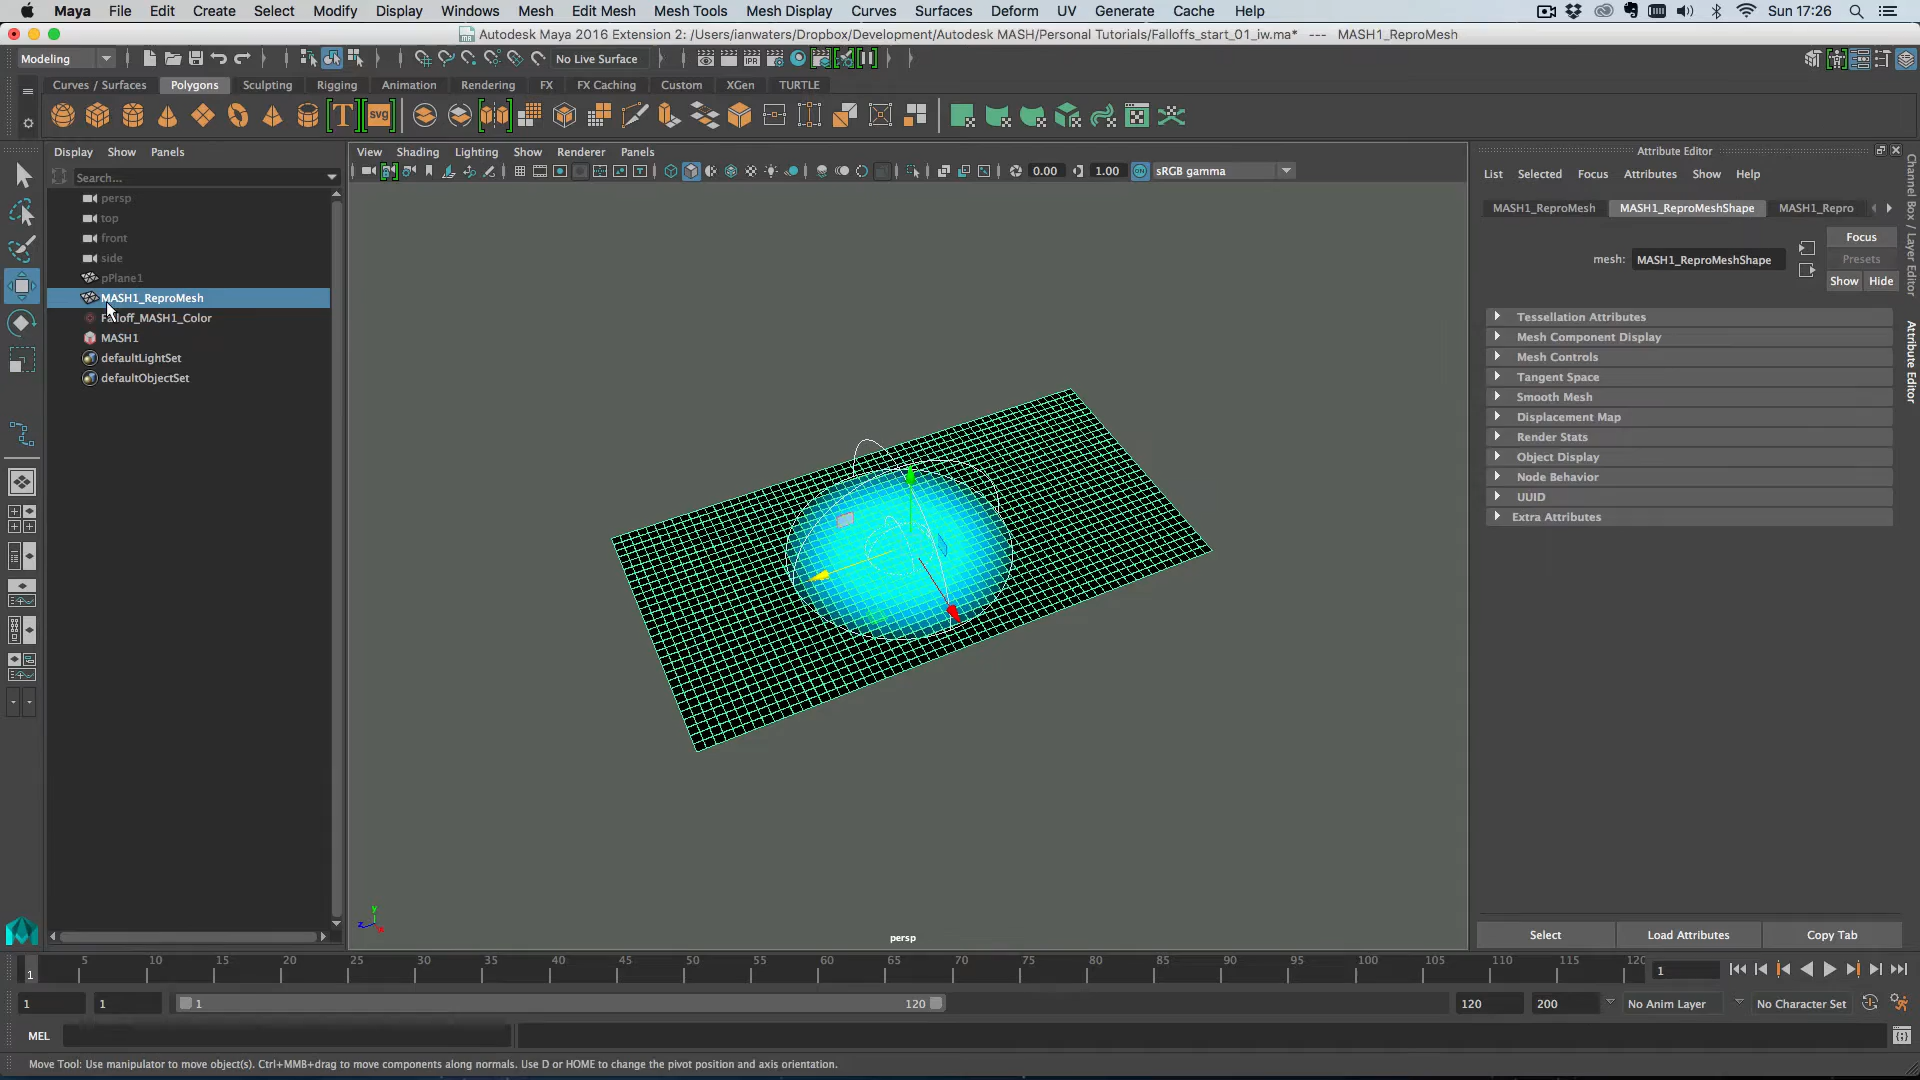 Maya File Edit Create Select Modify Display Windows Mesh Edit Mesh Mesh Tools Mesh Display Curves Surfaces Deform UV Generate Cache Help Sun 17:26
Autodesk Maya 2016 Extension 2: /Users/ianwaters/Dropbox/Development/Autodesk MASH/Personal Tutorials/Falloffs_start_01_iw.ma* --- MASH1_ReproMesh
Modeling No Live Surface
Curves / Surfaces Polygons Sculpting Rigging Animation Rendering FX FX Caching Custom XGen TURTLE
T svg
Display Show Panels
View Shading Lighting Show Renderer Panels
Attribute Editor
Search...
0.00 1.00 sRGB gamma
List Selected Focus Attributes Show Help
persp
top
front
side
pPlane1
MASH1_ReproMesh
Falloff_MASH1_Color
MASH1
defaultLightSet
defaultObjectSet
MASH1_ReproMesh MASH1_ReproMeshShape MASH1_Repro
Focus
mesh: MASH1_ReproMeshShape
Presets
Show Hide
Tessellation Attributes
Mesh Component Display
Mesh Controls
Tangent Space
Smooth Mesh
Displacement Map
Render Stats
Object Display
Node Behavior
UUID
Extra Attributes
Channel Box / Layer Editor
Attribute Editor
y
z x
persp
Select Load Attributes Copy Tab
1 5 10 15 20 25 30 35 40 45 50 55 60 65 70 75 80 85 90 95 100 105 110 115 120 1
1 1 1 120 120 200 No Anim Layer No Character Set
MEL
Move Tool: Use manipulator to move object(s). Ctrl+MMB+drag to move components along normals. Use D or HOME to change the pivot position and axis orientation.